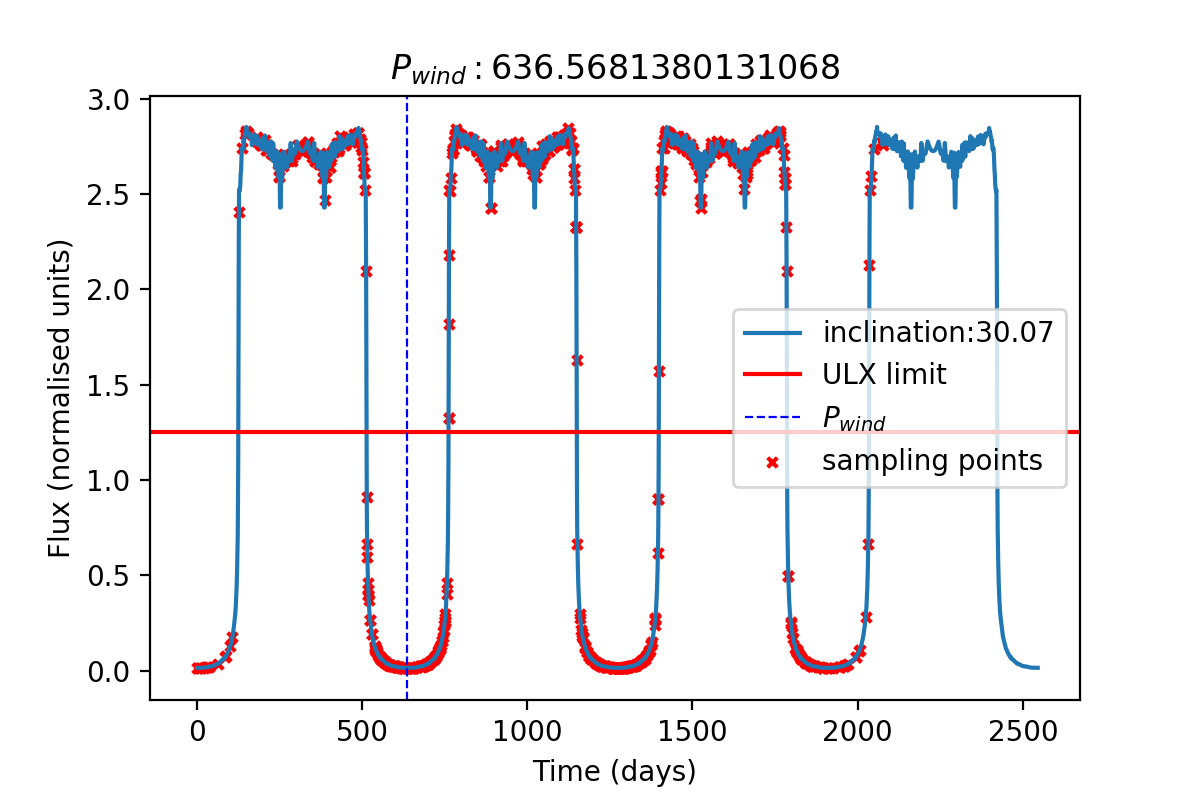 P_wind : 636.5681380131068
3.0
2.5
2.0
1.5
1.0
0.5
0.0
Flux (normalised units)
inclination:30.07
ULX limit
P_wind
sampling points
0 500 1000 1500 2000 2500
Time (days)